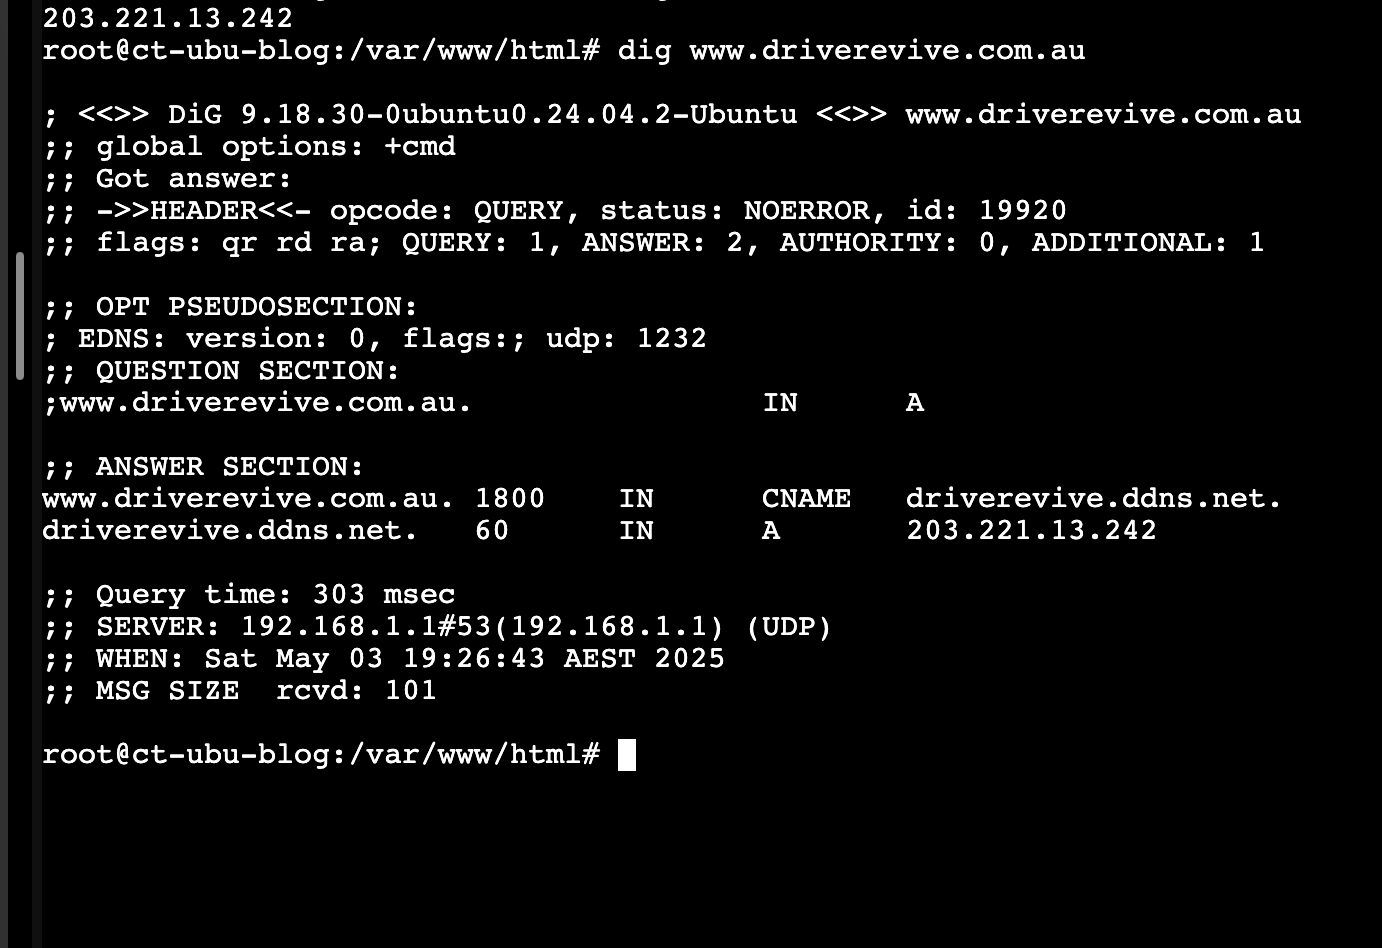 203.221.13.242
root@ct-ubu-blog:/var/www/html# dig www.driverevive.com.au
; <<>> DiG 9.18.30-0ubuntu0.24.04.2-Ubuntu <<>> www.driverevive.com.au
;; global options: +cmd
;; Got answer:
;; ->>HEADER<<- opcode: QUERY, status: NOERROR, id: 19920
;; flags: qr rd ra; QUERY: 1, ANSWER: 2, AUTHORITY: 0, ADDITIONAL: 1
;; OPT PSEUDOSECTION:
; EDNS: version: 0, flags:; udp: 1232
;; QUESTION SECTION:
;www.driverevive.com.au. IN A
;; ANSWER SECTION:
www.driverevive.com.au. 1800 IN CNAME driverevive.ddns.net.
driverevive.ddns.net. 60 IN A 203.221.13.242
;; Query time: 303 msec
;; SERVER: 192.168.1.1#53(192.168.1.1) (UDP)
;; WHEN: Sat May 03 19:26:43 AEST 2025
;; MSG SIZE  rcvd: 101
root@ct-ubu-blog:/var/www/html#